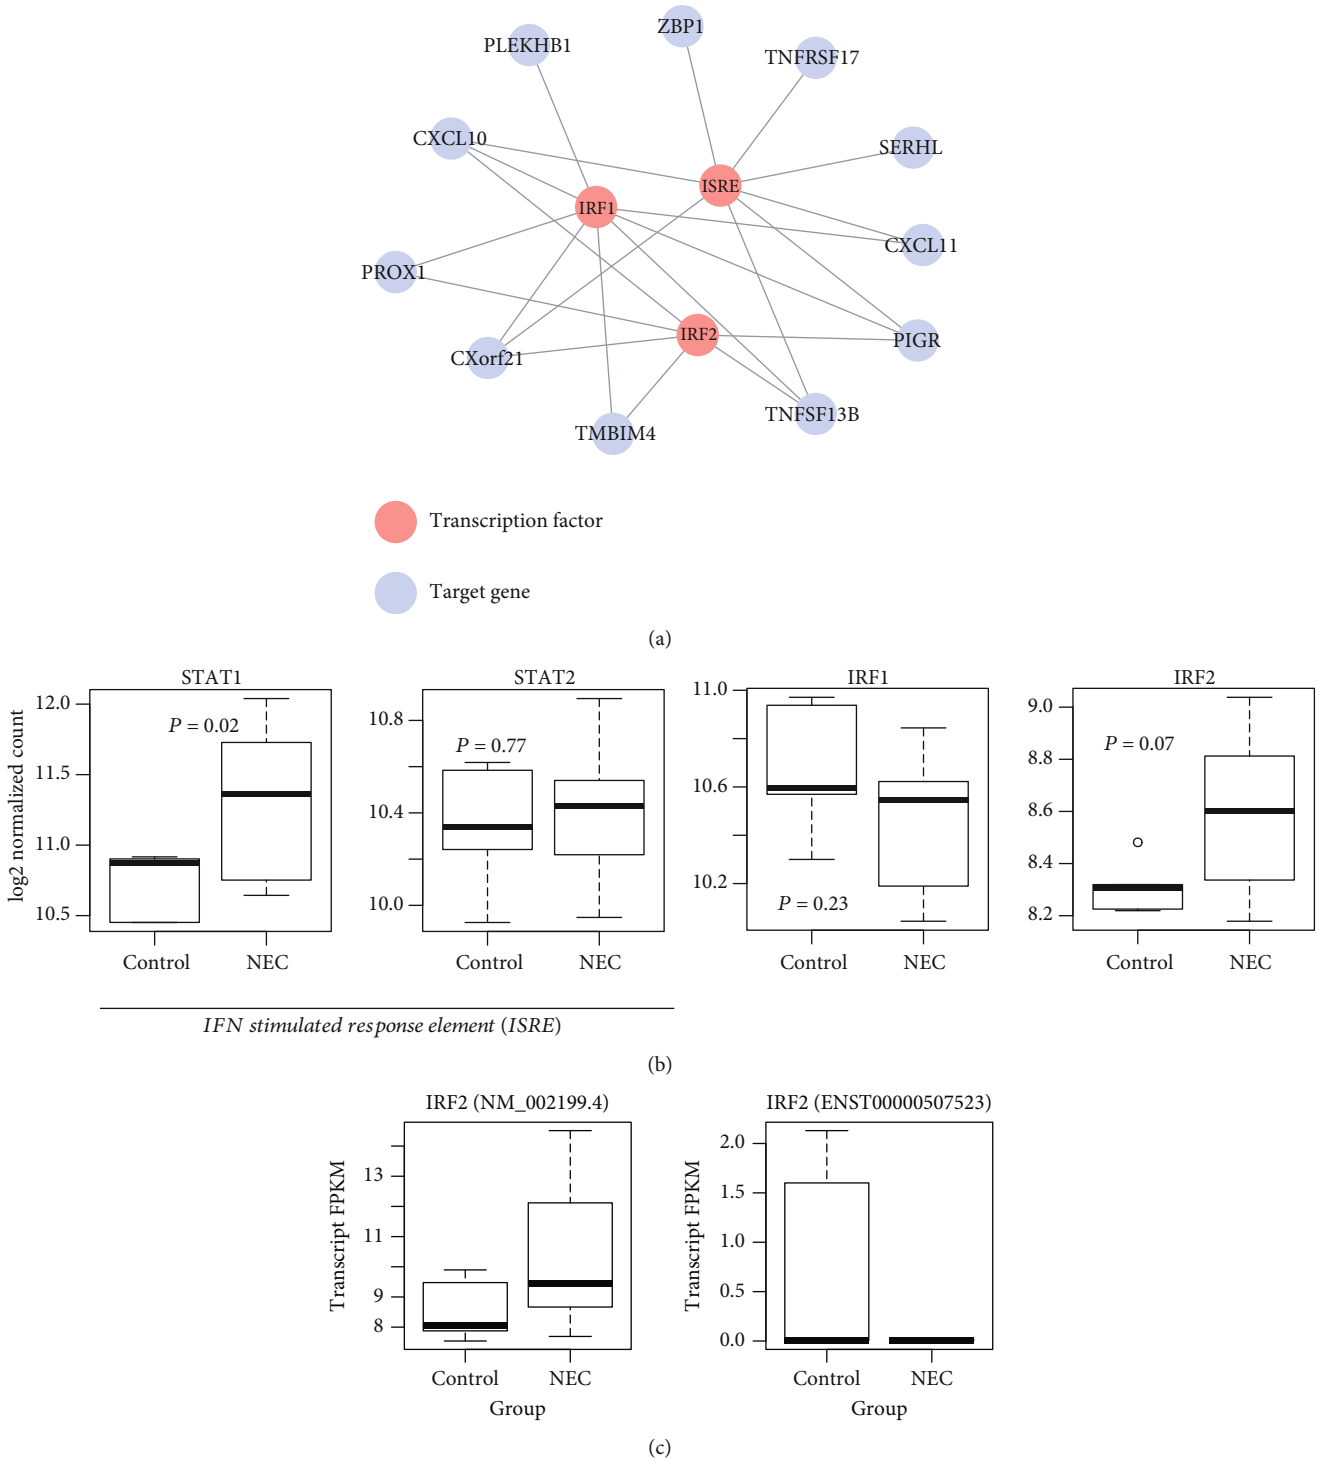 ZBP1
PLEKHB1
TNFRSF17
CXCL10
SERHL
ISRE
IRF1
CXCL11
PROX1
IRF2
PIGR
CXorf21
TNFSF13B
TMBIM4
Transcription factor
Target gene
(a)
STAT1
STAT2
IRF1
IRF2
log2 normalized count
12.0
11.5
11.0
10.5
P = 0.02
Control NEC
10.8
10.4
10.0
P = 0.77
Control NEC
11.0
10.6
10.2
P = 0.23
Control NEC
9.0
8.8
8.6
8.4
8.2
P = 0.07
Control NEC
IFN stimulated response element (ISRE)
(b)
IRF2 (NM_002199.4)
Transcript FPKM
13
11
9
8
Control NEC
Group
IRF2 (ENST00000507523)
Transcript FPKM
2.0
1.5
1.0
0.5
0.0
Control NEC
Group
(c)